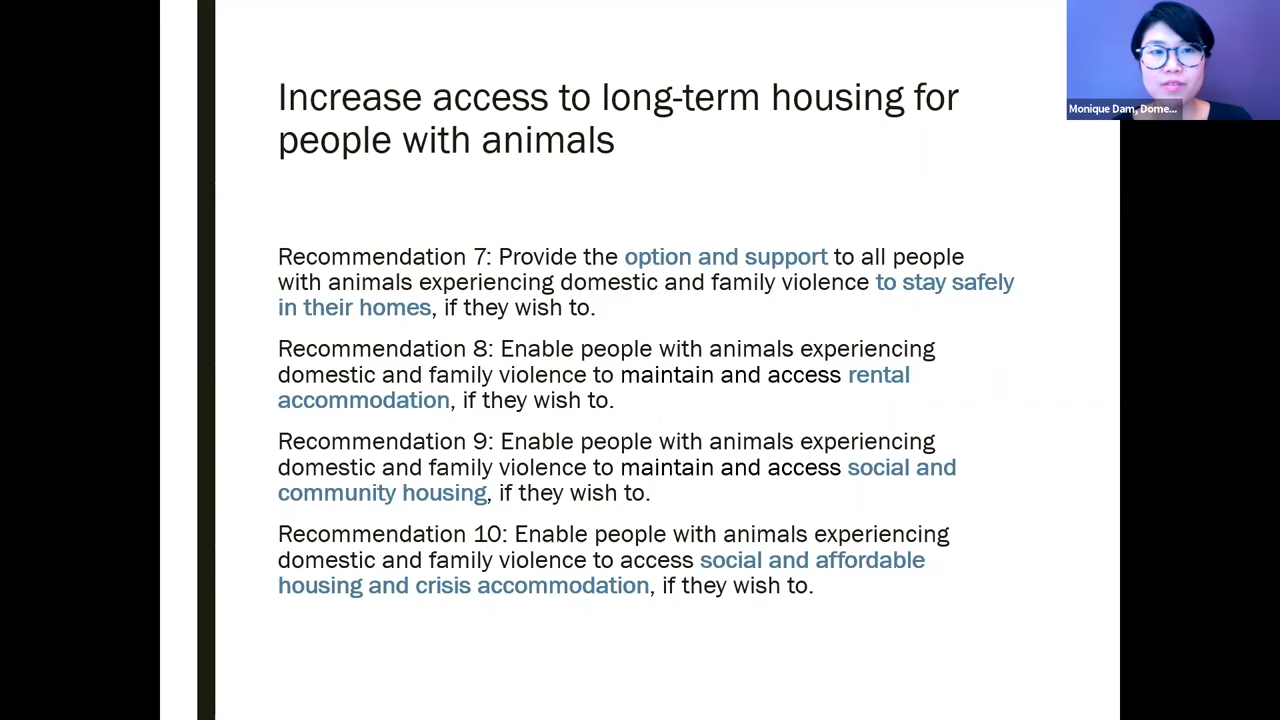 Increase access to long-term housing for
people with animals
Monique Dam, Dome...
Recommendation 7: Provide the option and support to all people
with animals experiencing domestic and family violence to stay safely
in their homes, if they wish to.
Recommendation 8: Enable people with animals experiencing
domestic and family violence to maintain and access rental
accommodation, if they wish to.
Recommendation 9: Enable people with animals experiencing
domestic and family violence to maintain and access social and
community housing, if they wish to.
Recommendation 10: Enable people with animals experiencing
domestic and family violence to access social and affordable
housing and crisis accommodation, if they wish to.